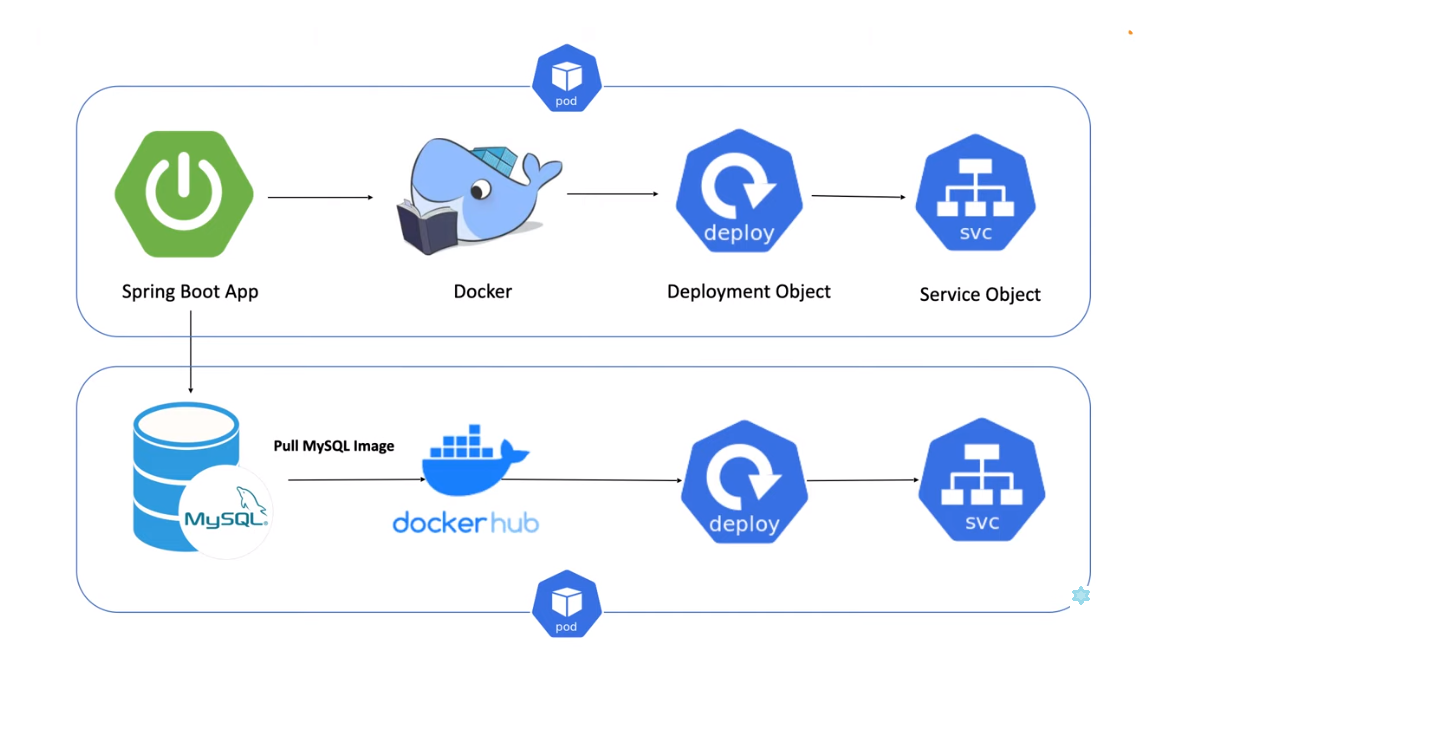 pod
deploy
svc
Spring Boot App
Docker
Deployment Object
Service Object
Pull MySQL Image
MySQL®
docker hub
deploy
svc
pod